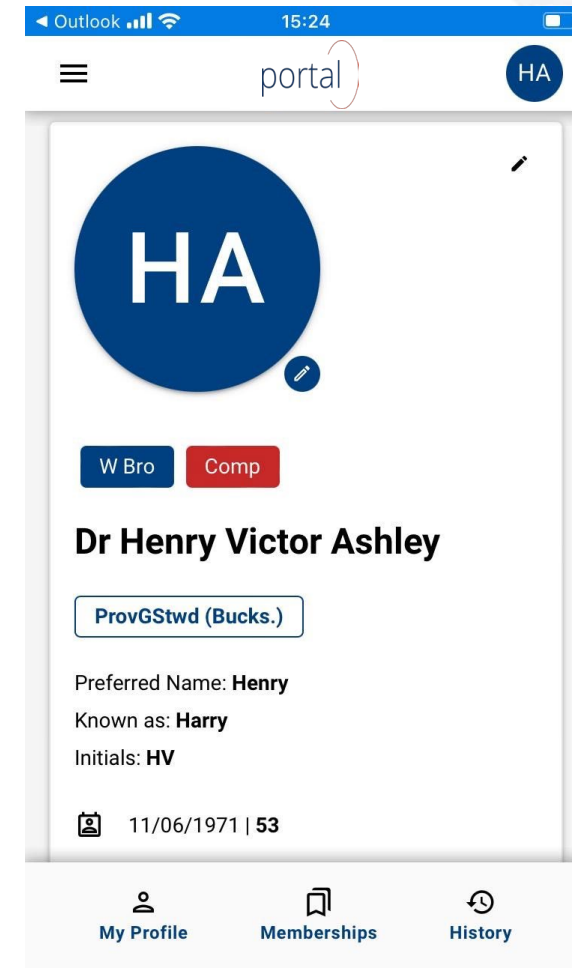 ◀ Outlook 15:24
portal
HA
HA
W Bro Comp
Dr Henry Victor Ashley
ProvGStwd (Bucks.)
Preferred Name: Henry
Known as: Harry
Initials: HV
11/06/1971 | 53
My Profile Memberships History